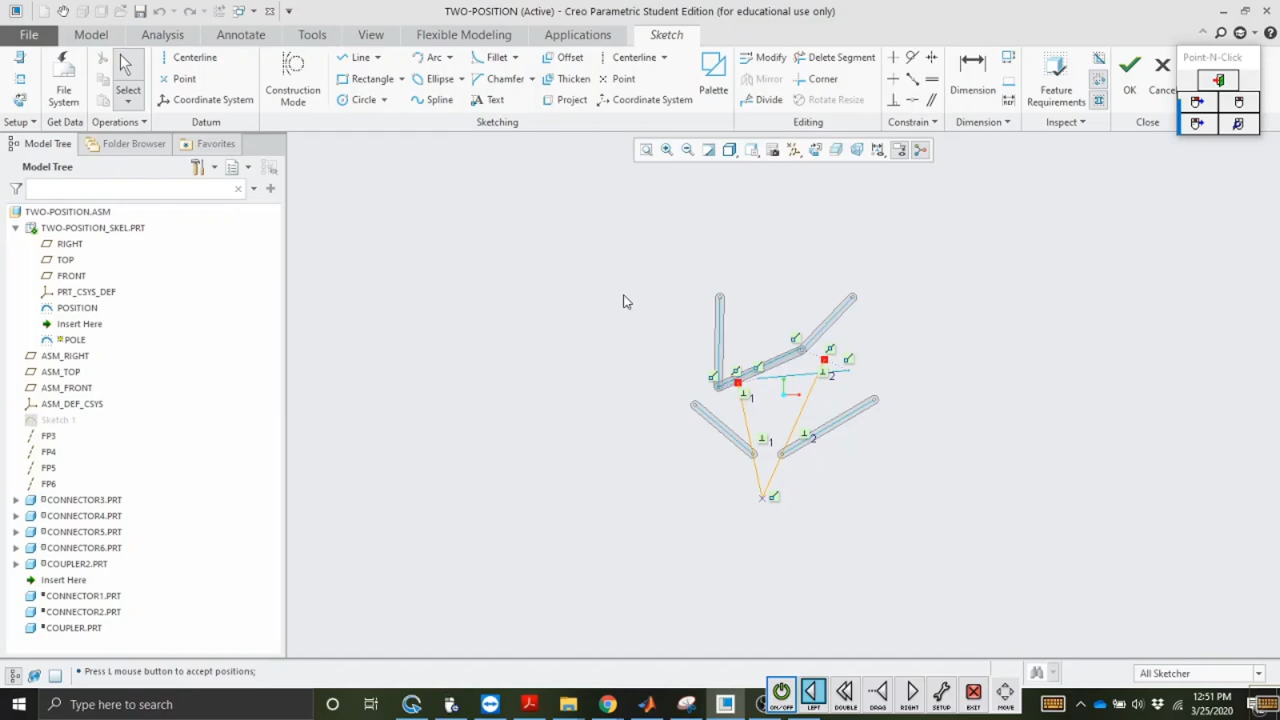 TWO-POSITION (Active) - Creo Parametric Student Edition (for educational use only)
File Model Analysis Annotate Tools View Flexible Modeling Applications Sketch
File System
Select
Centerline
Point
Coordinate System
Construction Mode
Line
Rectangle
Circle
Arc
Ellipse
Spline
Fillet
Chamfer
Text
Offset
Thicken
Project
Centerline
Point
Coordinate System
Palette
Modify
Mirror
Divide
Delete Segment
Corner
Rotate Resize
Dimension
Feature Requirements
OK
Cance
Point-N-Click
Setup Get Data Operations Datum Sketching Editing Constrain Dimension Inspect Close
Model Tree Folder Browser Favorites
Model Tree
TWO-POSITION.ASM
TWO-POSITION_SKEL.PRT
RIGHT
TOP
FRONT
PRT_CSYS_DEF
POSITION
Insert Here
POLE
ASM_RIGHT
ASM_TOP
ASM_FRONT
ASM_DEF_CSYS
Sketch 1
FP3
FP4
FP5
FP6
CONNECTOR3.PRT
CONNECTOR4.PRT
CONNECTOR5.PRT
CONNECTOR6.PRT
COUPLER2.PRT
Insert Here
CONNECTOR1.PRT
CONNECTOR2.PRT
COUPLER.PRT
2
1
1
2
• Press L mouse button to accept positions;
All Sketcher
Type here to search
ON/OFF LEFT DOUBLE DRAG RIGHT SETUP EXIT MOVE
12:51 PM
3/25/2020